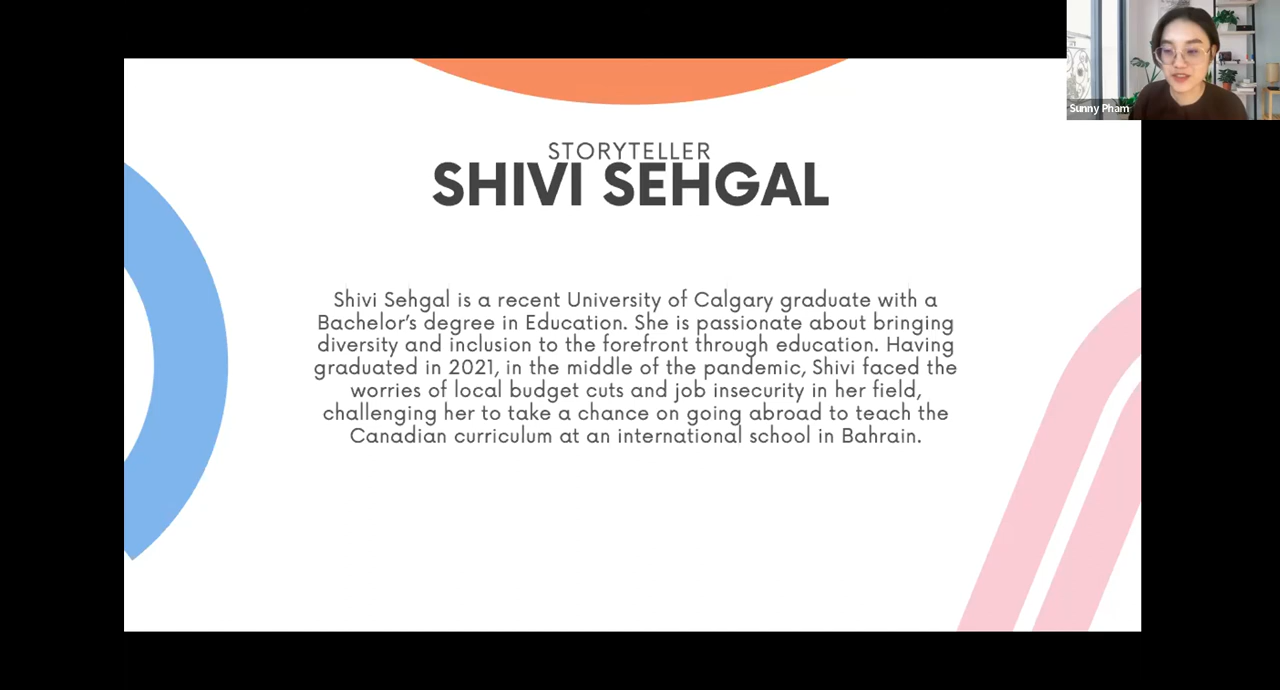 Sunny Pham
STORYTELLER
SHIVI SEHGAL
Shivi Sehgal is a recent University of Calgary graduate with a
Bachelor’s degree in Education. She is passionate about bringing
diversity and inclusion to the forefront through education. Having
graduated in 2021, in the middle of the pandemic, Shivi faced the
worries of local budget cuts and job insecurity in her field,
challenging her to take a chance on going abroad to teach the
Canadian curriculum at an international school in Bahrain.